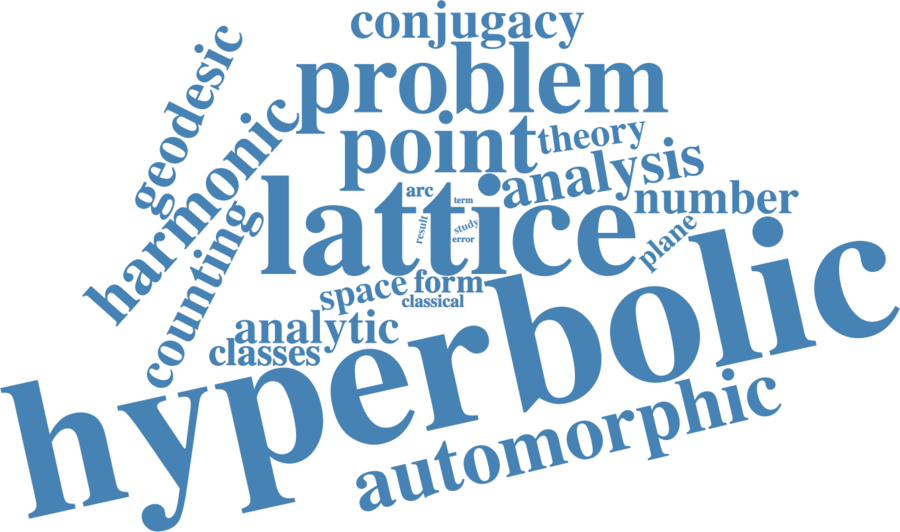 conjugacy
geodesic
problem
harmonic
point
theory
analysis
arc
term
lattice
number
counting
result
study
error
plane
space
form
classical
hyperbolic
analytic
classes
automorphic